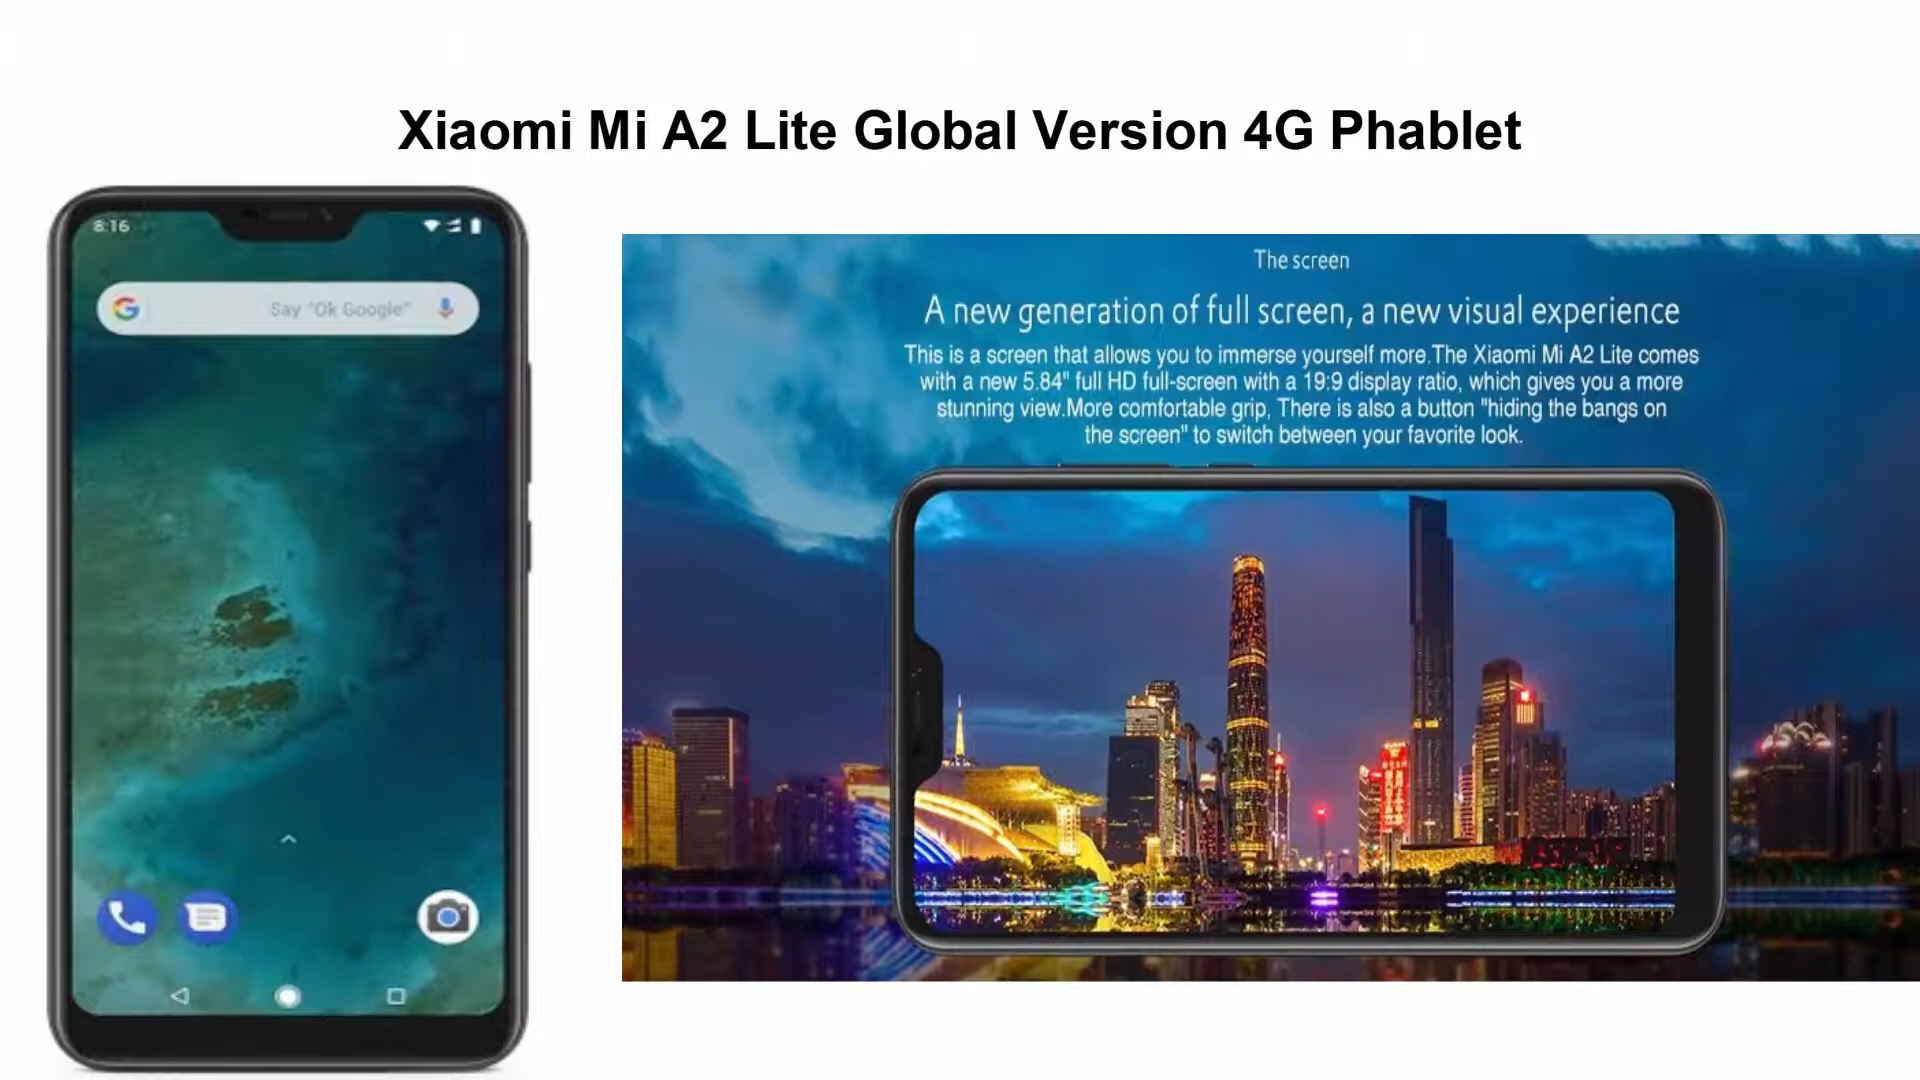 Xiaomi Mi A2 Lite Global Version 4G Phablet
8:16
Say "Ok Google"
The screen
A new generation of full screen, a new visual experience
This is a screen that allows you to immerse yourself more.The Xiaomi Mi A2 Lite comes
with a new 5.84" full HD full-screen with a 19:9 display ratio, which gives you a more
stunning view.More comfortable grip, There is also a button "hiding the bangs on
the screen" to switch between your favorite look.